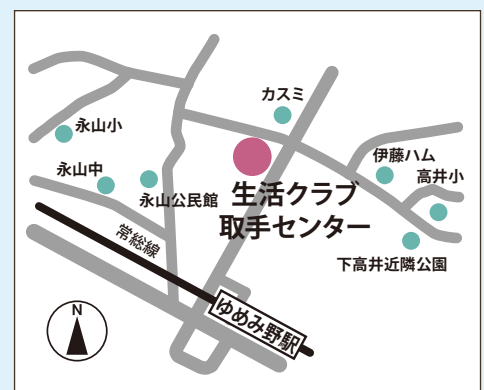 カスミ
永山小
伊藤ハム
永山中
高井小
永山公民館
生活クラブ
取手センター
常総線
下高井近隣公園
ゆめみ野駅
N